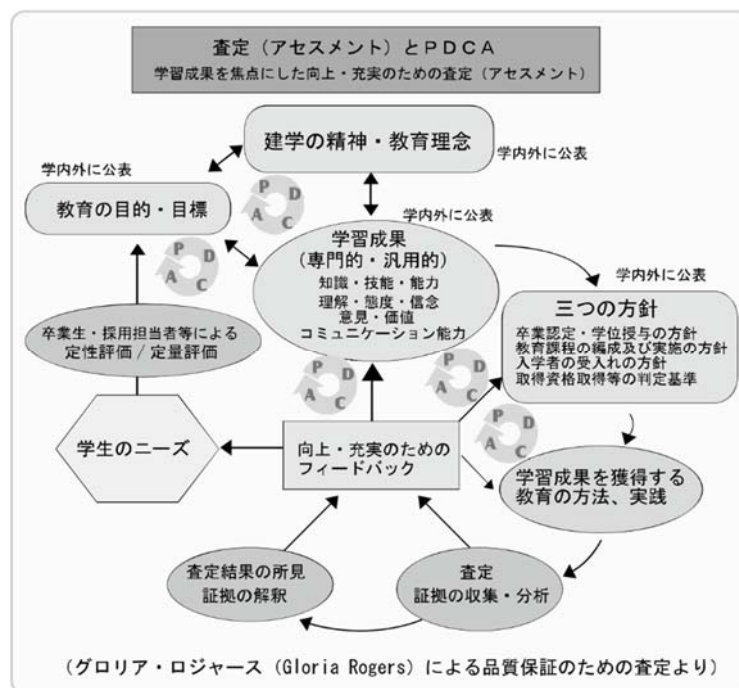 査定（アセスメント）とＰＤＣＡ
学習成果を焦点にした向上・充実のための査定（アセスメント）
建学の精神・教育理念
学内外に公表
学内外に公表
教育の目的・目標
P
D
C
A
学内外に公表
学習成果
（専門的・汎用的）
知識・技能・能力
理解・態度・信念
意見・価値
コミュニケーション能力
P
D
C
A
学内外に公表
三つの方針
卒業認定・学位授与の方針
教育課程の編成及び実施の方針
入学者の受入れの方針
取得資格取得等の判定基準
卒業生・採用担当者等による
定性評価 / 定量評価
P
D
C
A
P
D
C
A
P
D
C
A
学生のニーズ
向上・充実のための
フィードバック
学習成果を獲得する
教育の方法、実践
査定結果の所見
証拠の解釈
査定
証拠の収集・分析
（グロリア・ロジャース（Gloria Rogers）による品質保証のための査定より）